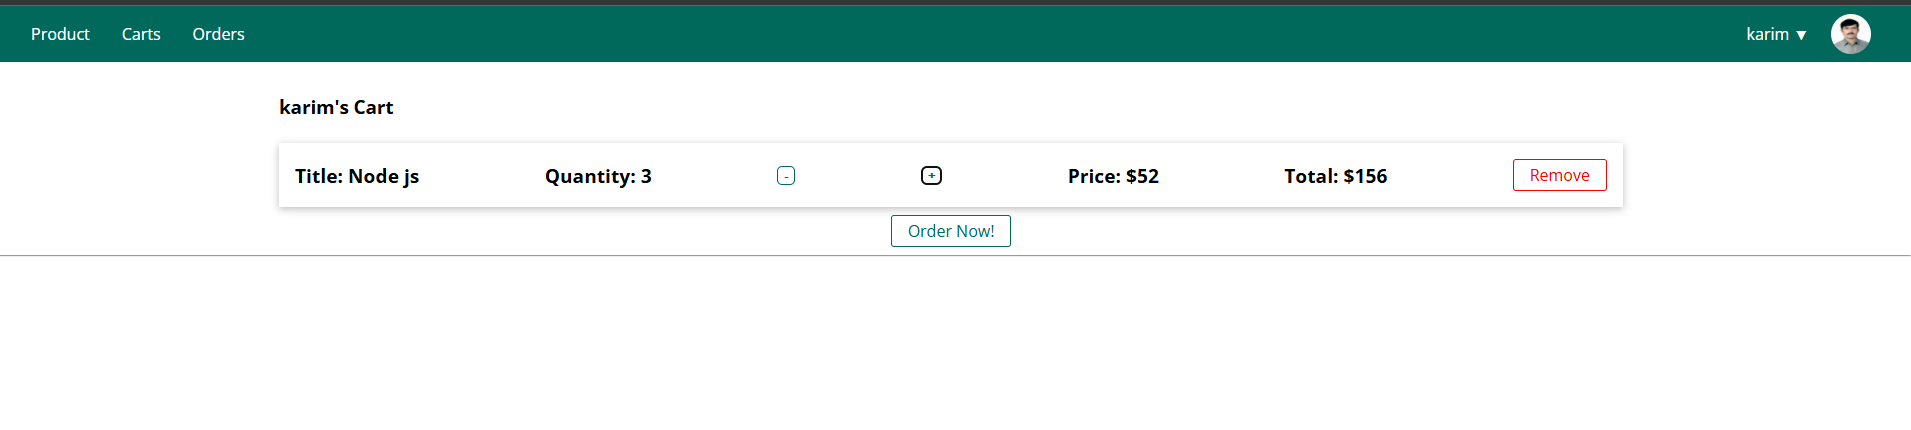 Product Carts Orders karim ▼
karim's Cart
Title: Node js Quantity: 3 - + Price: $52 Total: $156 Remove
Order Now!